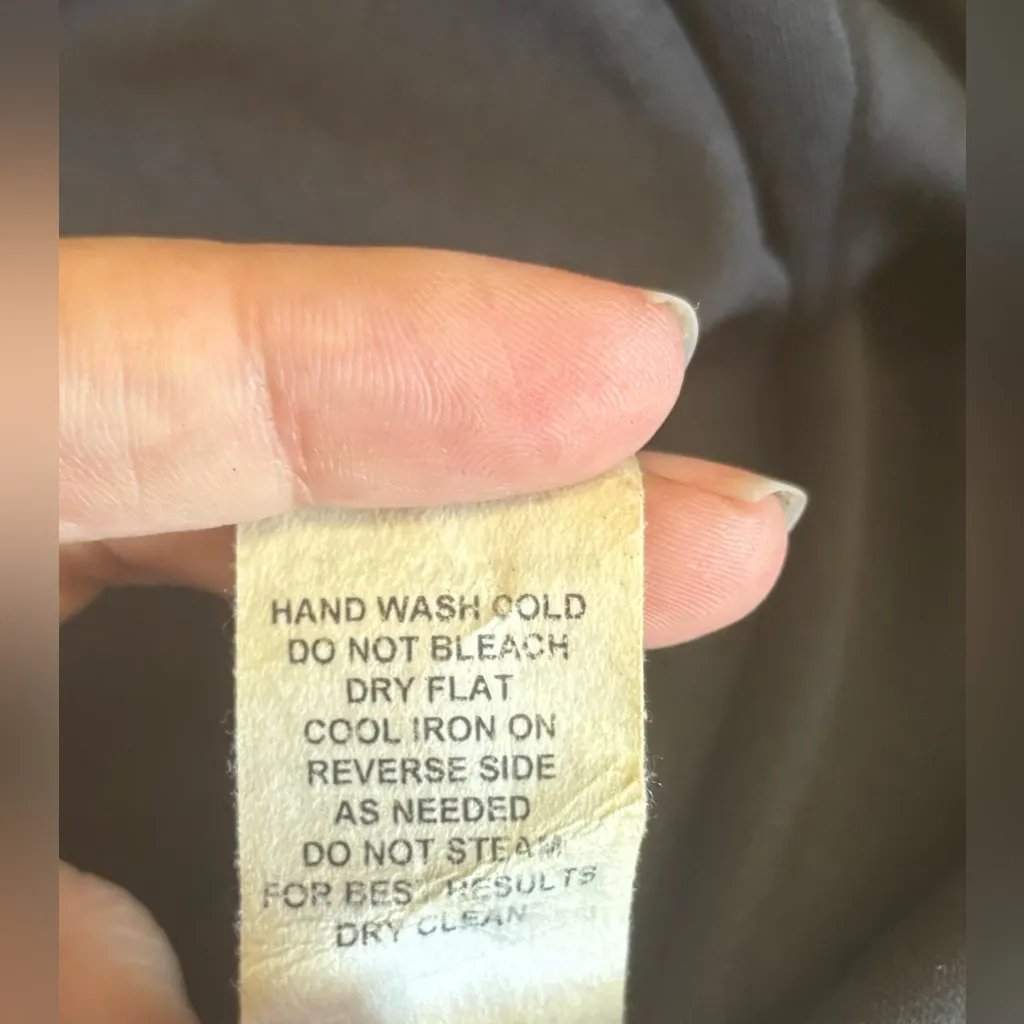 HAND WASH COLD
DO NOT BLEACH
DRY FLAT
COOL IRON ON
REVERSE SIDE
AS NEEDED
DO NOT STEAM
FOR BEST RESULTS
DRY CLEAN